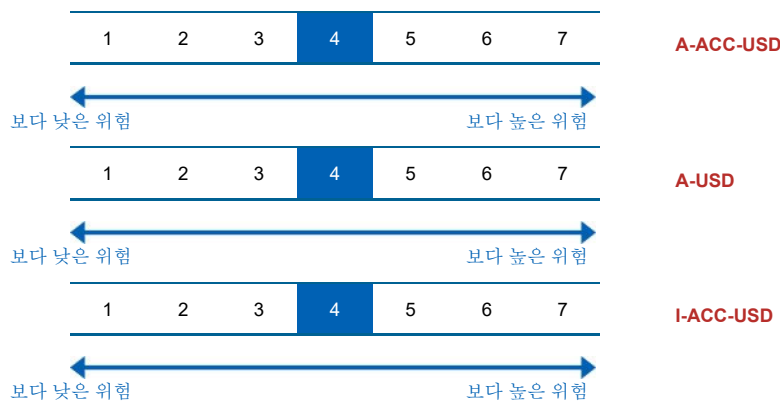 1 2 3 4 5 6 7 A-ACC-USD
보다 낮은 위험 보다 높은 위험
1 2 3 4 5 6 7 A-USD
보다 낮은 위험 보다 높은 위험
1 2 3 4 5 6 7 I-ACC-USD
보다 낮은 위험 보다 높은 위험